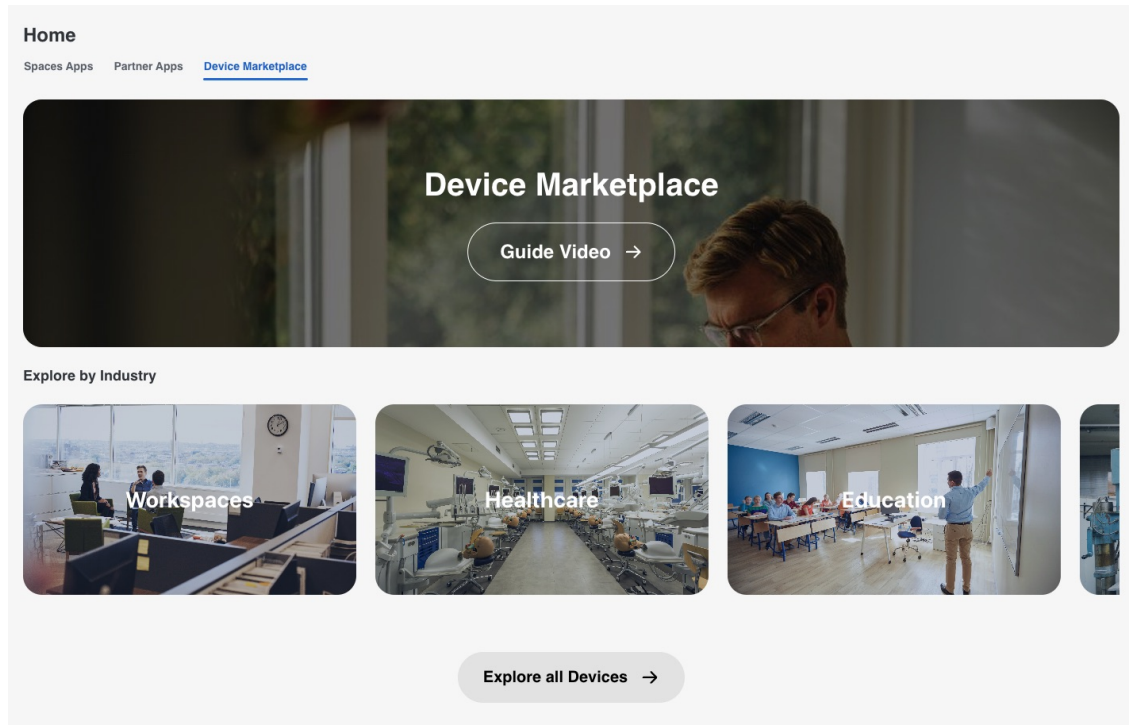 Home
Spaces Apps Partner Apps Device Marketplace
Device Marketplace
Guide Video →
Explore by Industry
Workspaces Healthcare Education
Explore all Devices →